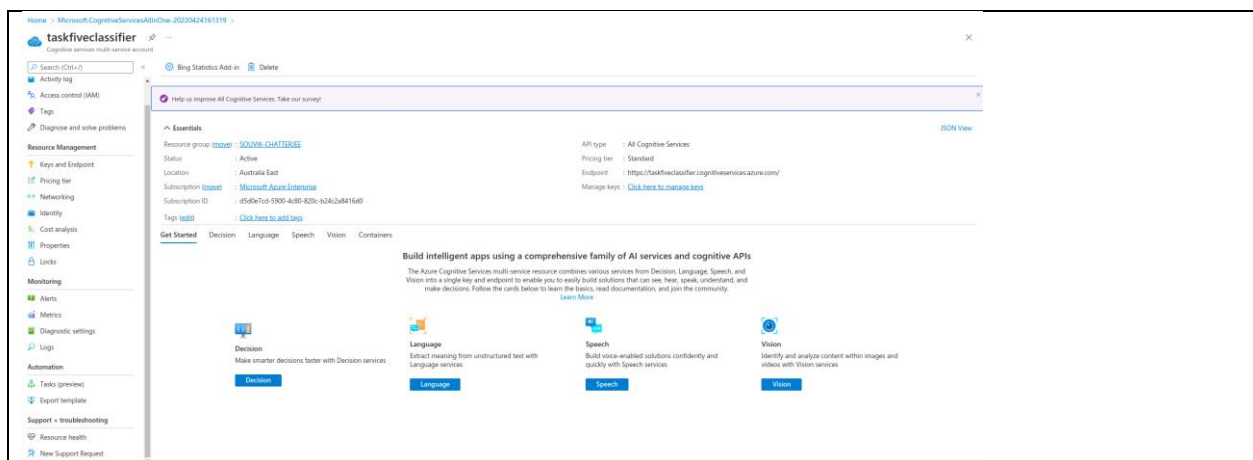 Home > Microsoft.CognitiveServicesAllInOne-20220424161319 >
taskfiveclassifier ...
Cognitive services multi-service account
Search (Ctrl+/)
Activity log
Access control (IAM)
Tags
Diagnose and solve problems
Resource Management
Keys and Endpoint
Pricing tier
Networking
Identity
Cost analysis
Properties
Locks
Monitoring
Alerts
Metrics
Diagnostic settings
Logs
Automation
Tasks (preview)
Export template
Support + troubleshooting
Resource health
New Support Request
Bing Statistics Add-in Delete
Help us improve All Cognitive Services. Take our survey!
Essentials JSON View
Resource group (move) : SOUVIK-CHATTERJEE
Status : Active
Location : Australia East
Subscription (move) : Microsoft Azure Enterprise
Subscription ID : d5d0e7cd-5900-4c80-820c-b24c2a8416d0
Tags (edit) : Click here to add tags
API type : All Cognitive Services
Pricing tier : Standard
Endpoint : https://taskfiveclassifier.cognitiveservices.azure.com/
Manage keys : Click here to manage keys
Get Started Decision Language Speech Vision Containers
Build intelligent apps using a comprehensive family of AI services and cognitive APIs
The Azure Cognitive Services multi-service resource combines various services from Decision, Language, Speech, and
Vision into a single key and endpoint to enable you to easily build solutions that can see, hear, speak, understand, and
make decisions. Follow the cards below to learn the basics, read documentation, and join the community.
Learn More
Decision
Make smarter decisions faster with Decision services
Decision
Language
Extract meaning from unstructured text with
Language services
Language
Speech
Build voice-enabled solutions confidently and
quickly with Speech services
Speech
Vision
Identify and analyze content within images and
videos with Vision services
Vision